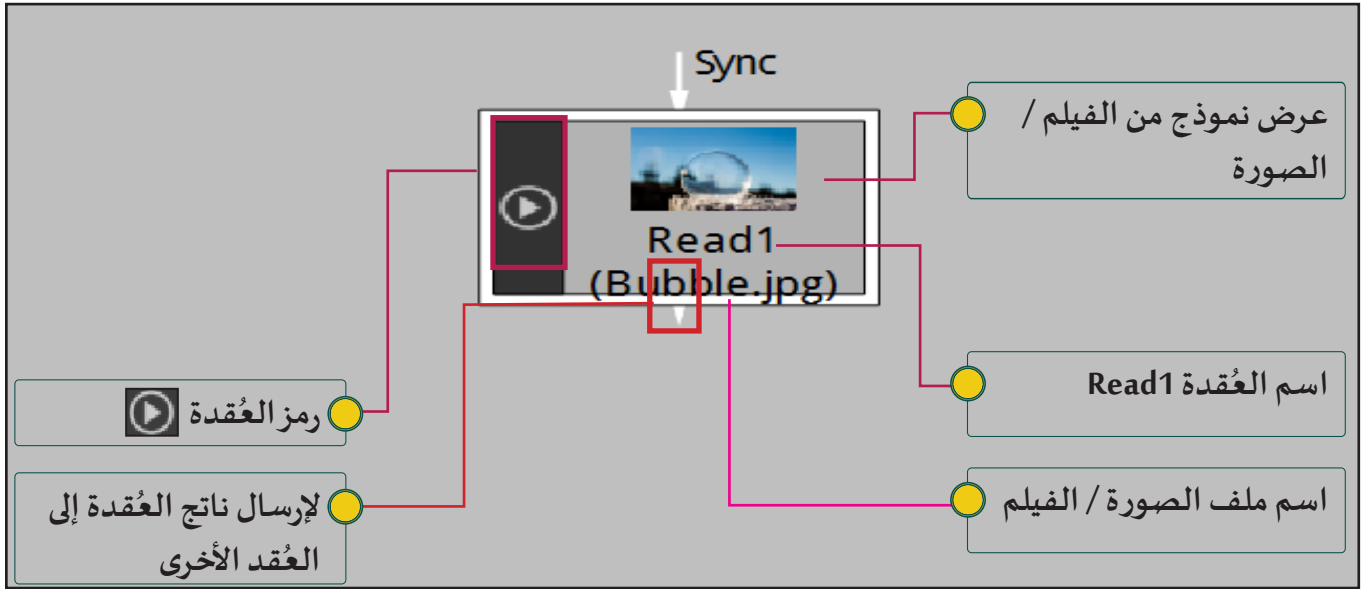 Sync
عرض نموذج من الفيلم /
الصورة
Read1
(Bubble.jpg)
اسم العُقدة Read1
رمز العُقدة
اسم ملف الصورة / الفيلم
لإرسال ناتج العُقدة إلى
العُقد الأخرى